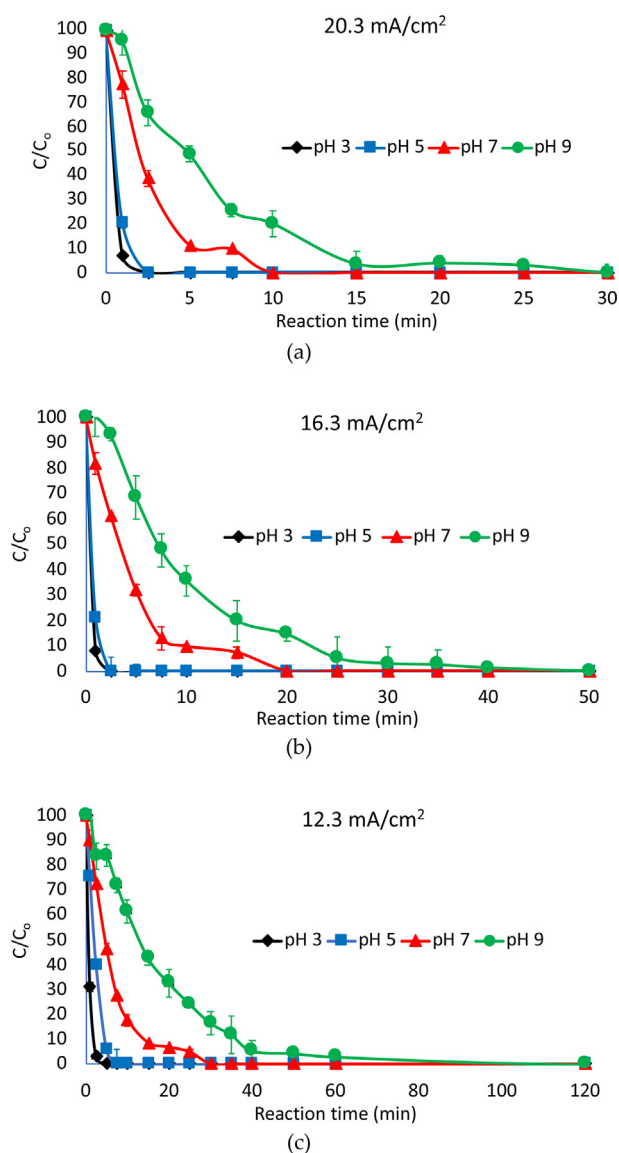 20.3 mA/cm²
100
90
80
70
60
50
40
30
20
10
0
C/Cₒ
pH 3 pH 5 pH 7 pH 9
0 5 10 15 20 25 30
Reaction time (min)
(a)
16.3 mA/cm²
100
90
80
70
60
50
40
30
20
10
0
C/Cₒ
pH 3 pH 5 pH 7 pH 9
0 10 20 30 40 50
Reaction time (min)
(b)
12.3 mA/cm²
100
90
80
70
60
50
40
30
20
10
0
C/Cₒ
pH 3 pH 5 pH 7 pH 9
0 20 40 60 80 100 120
Reaction time (min)
(c)